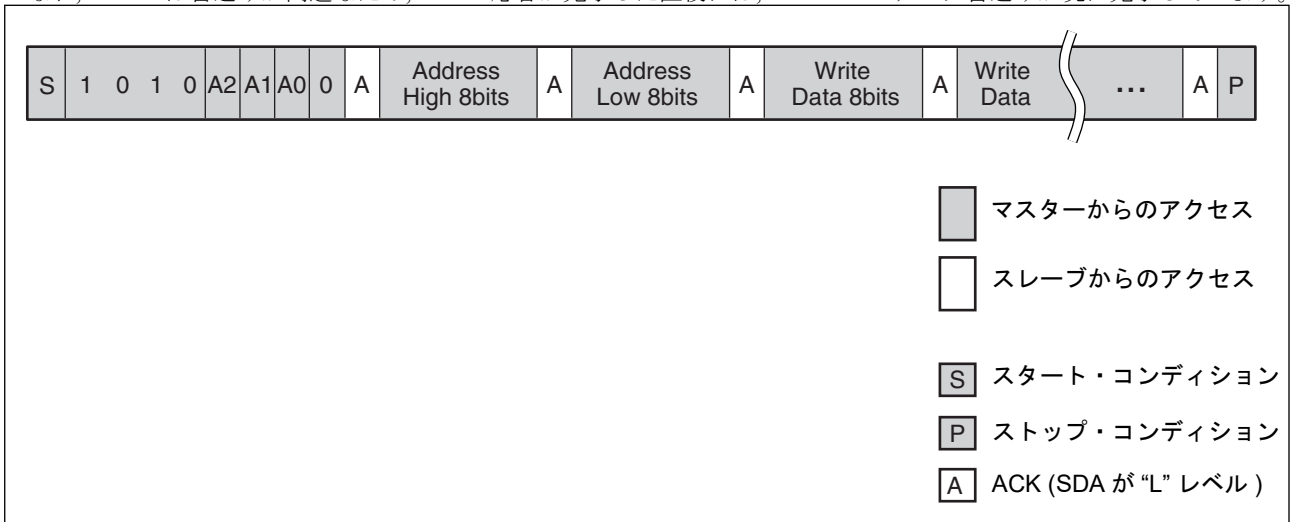 S 1 0 1 0 A2 A1 A0 0 A Address High 8bits A Address Low 8bits A Write Data 8bits A Write Data ... A P
マスターからのアクセス
スレーブからのアクセス
S スタート・コンディション
P ストップ・コンディション
A ACK (SDA が “L” レベル )